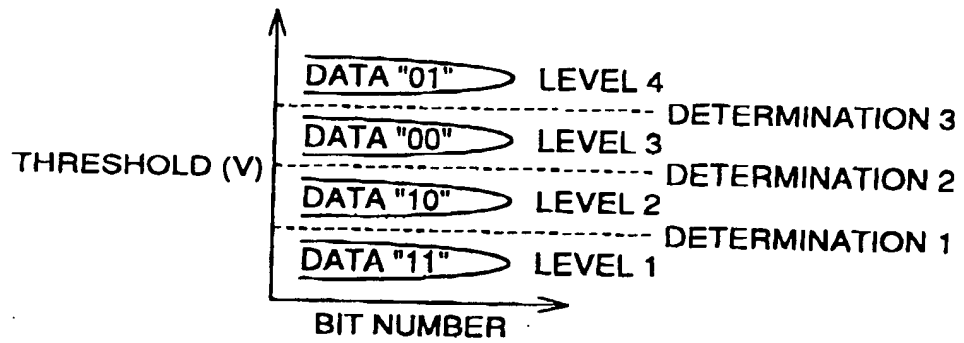 DATA "01" LEVEL 4
DETERMINATION 3
DATA "00" LEVEL 3
THRESHOLD (V)
DETERMINATION 2
DATA "10" LEVEL 2
DETERMINATION 1
DATA "11" LEVEL 1
BIT NUMBER